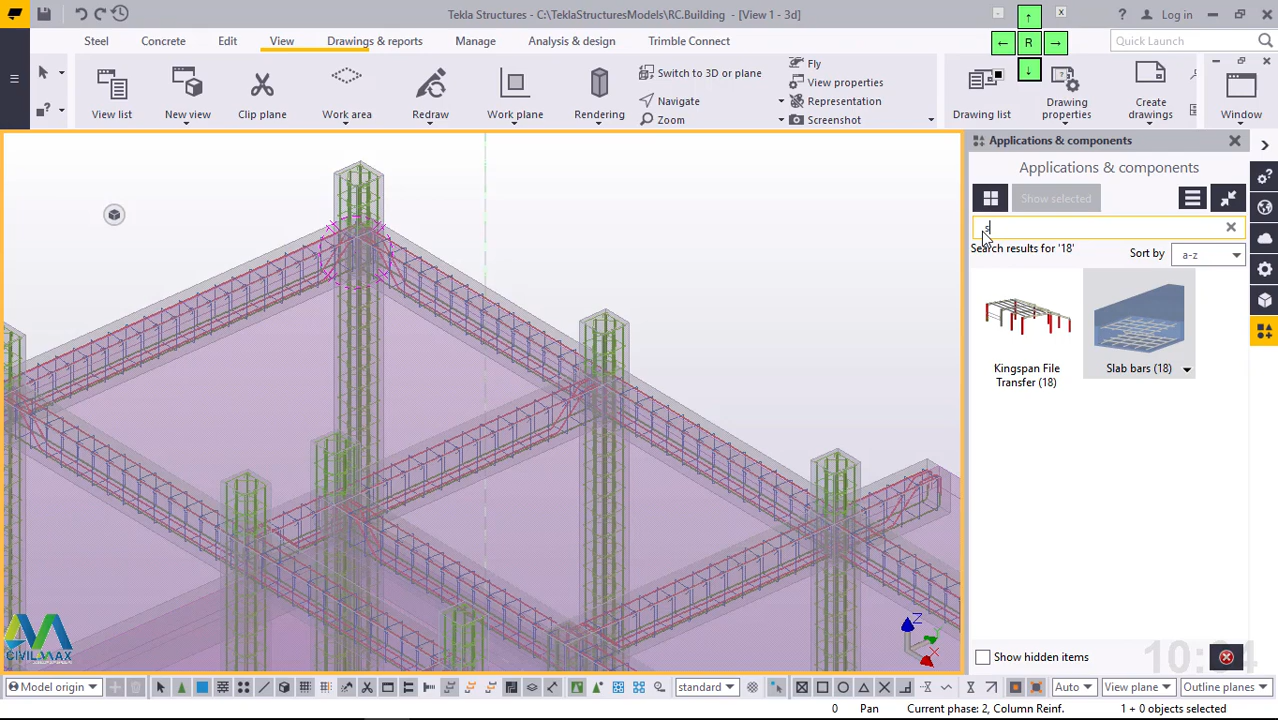 Tekla Structures - C:\TeklaStructuresModels\RC.Building - [View 1 - 3d]
R
x
?
Log in
Steel
Concrete
Edit
View
Drawings & reports
Manage
Analysis & design
Trimble Connect
Quick Launch
View list
New view
Clip plane
Work area
Redraw
Work plane
Rendering
Switch to 3D or plane
Navigate
Zoom
Fly
View properties
Representation
Screenshot
Drawing list
Drawing properties
Create drawings
Window
Applications & components
Applications & components
Show selected
s
Search results for '18'
Sort by
a-z
Kingspan File
Transfer (18)
Slab bars (18)
Show hidden items
Z
CIVILMAX
Model origin
standard
Auto
View plane
Outline planes
0
Pan
Current phase: 2, Column Reinf.
1 + 0 objects selected